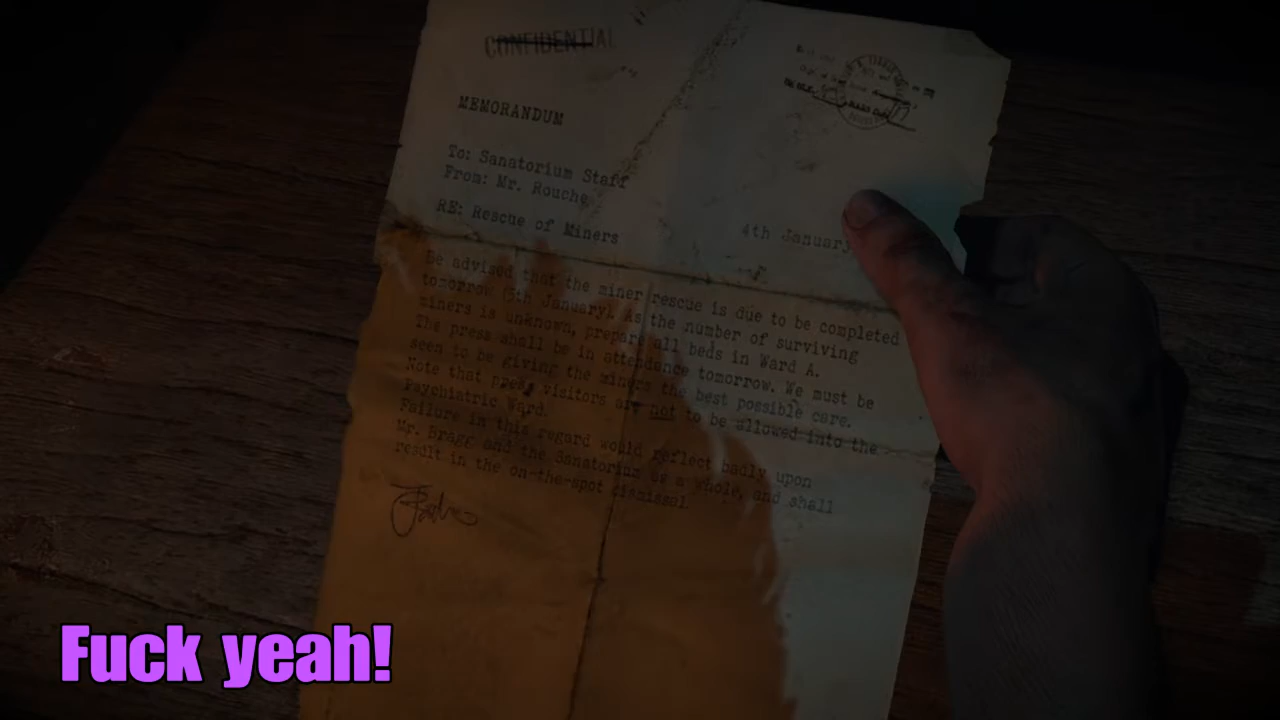 CONFIDENTIAL
MEMORANDUM
To: Sanatorium Staff
From: Mr. Rouche
RE: Rescue of Miners
4th January
Be advised that the miner rescue is due to be completed
tomorrow (5th January). As the number of surviving
miners is unknown, prepare all beds in Ward A.
The press shall be in attendence tomorrow. We must be
seen to be giving the miners the best possible care.
Note that press visitors are not to be allowed into the
Psychiatric Ward.
Failure in this regard would reflect badly upon
Mr. Bragg and the Sanatorium as a whole, and shall
result in the on-the-spot dismissal.
Fuck yeah!